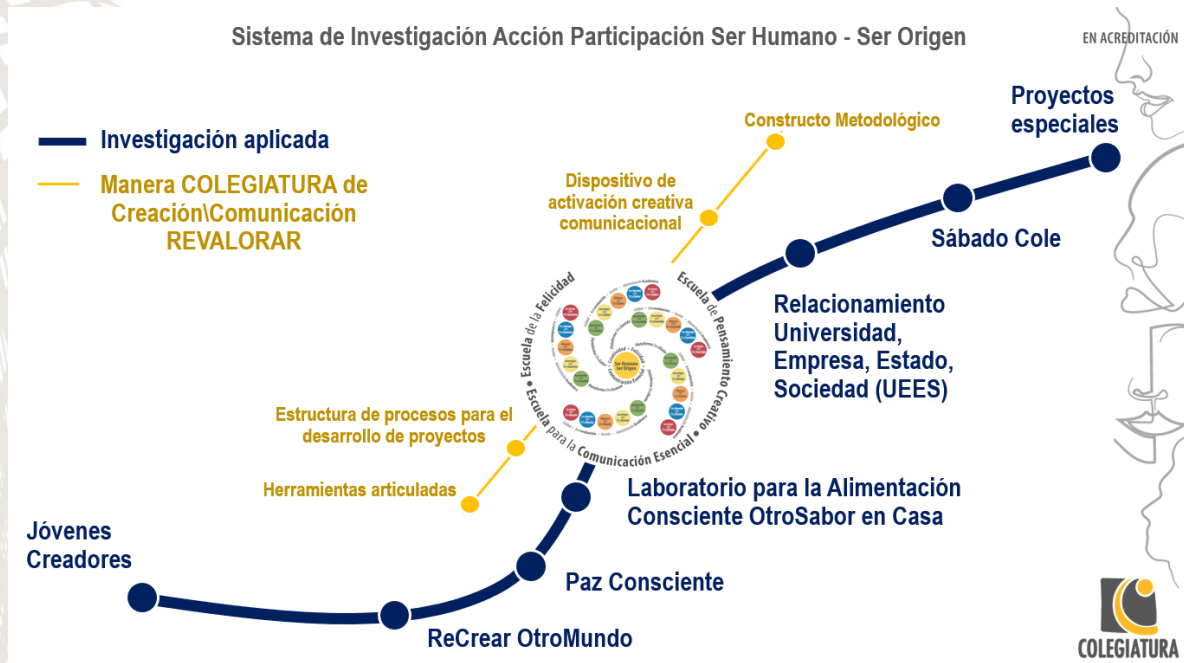 Sistema de Investigación Acción Participación Ser Humano - Ser Origen
EN ACREDITACIÓN
Investigación aplicada
Manera COLEGIATURA de
Creación\Comunicación
REVALORAR
Constructo Metodológico
Dispositivo de
activación creativa
comunicacional
Proyectos
especiales
Sábado Cole
Relacionamiento
Universidad,
Empresa, Estado,
Sociedad (UEES)
Escuela de la Felicidad
Escuela de Pensamiento Creativo
Escuela para la Comunicación Esencial
Ser Humano
Ser Origen
Estructura de procesos para el
desarrollo de proyectos
Herramientas articuladas
Laboratorio para la Alimentación
Consciente OtroSabor en Casa
Jóvenes
Creadores
Paz Consciente
ReCrear OtroMundo
COLEGIATURA